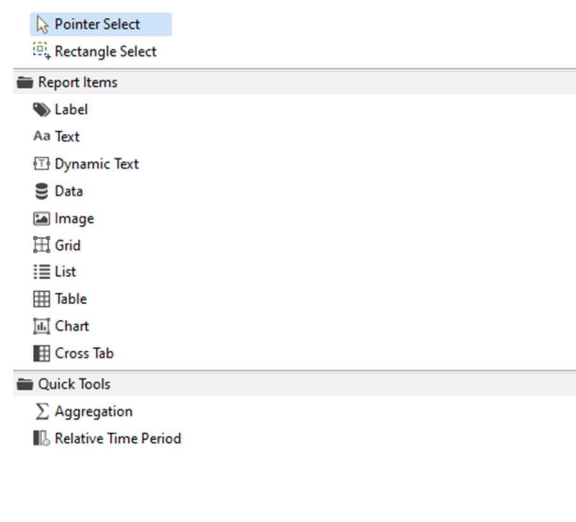 Pointer Select
Rectangle Select
Report Items
Label
Aa Text
Dynamic Text
Data
Image
Grid
List
Table
Chart
Cross Tab
Quick Tools
Aggregation
Relative Time Period